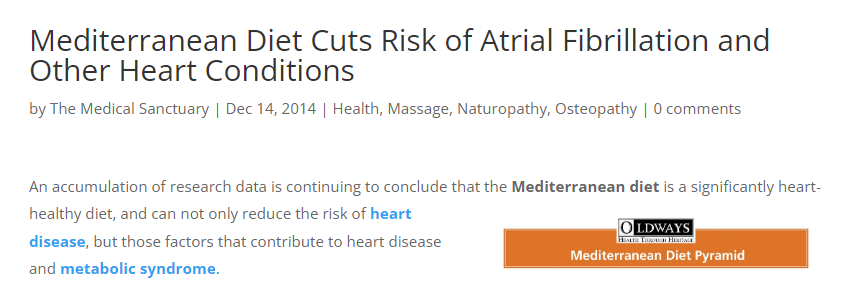 Mediterranean Diet Cuts Risk of Atrial Fibrillation and
Other Heart Conditions
by The Medical Sanctuary | Dec 14, 2014 | Health, Massage, Naturopathy, Osteopathy | 0 comments
An accumulation of research data is continuing to conclude that the Mediterranean diet is a significantly heart-
healthy diet, and can not only reduce the risk of heart
disease, but those factors that contribute to heart disease
and metabolic syndrome.
OLDWAYS
HEALTH THROUGH HERITAGE
Mediterranean Diet Pyramid